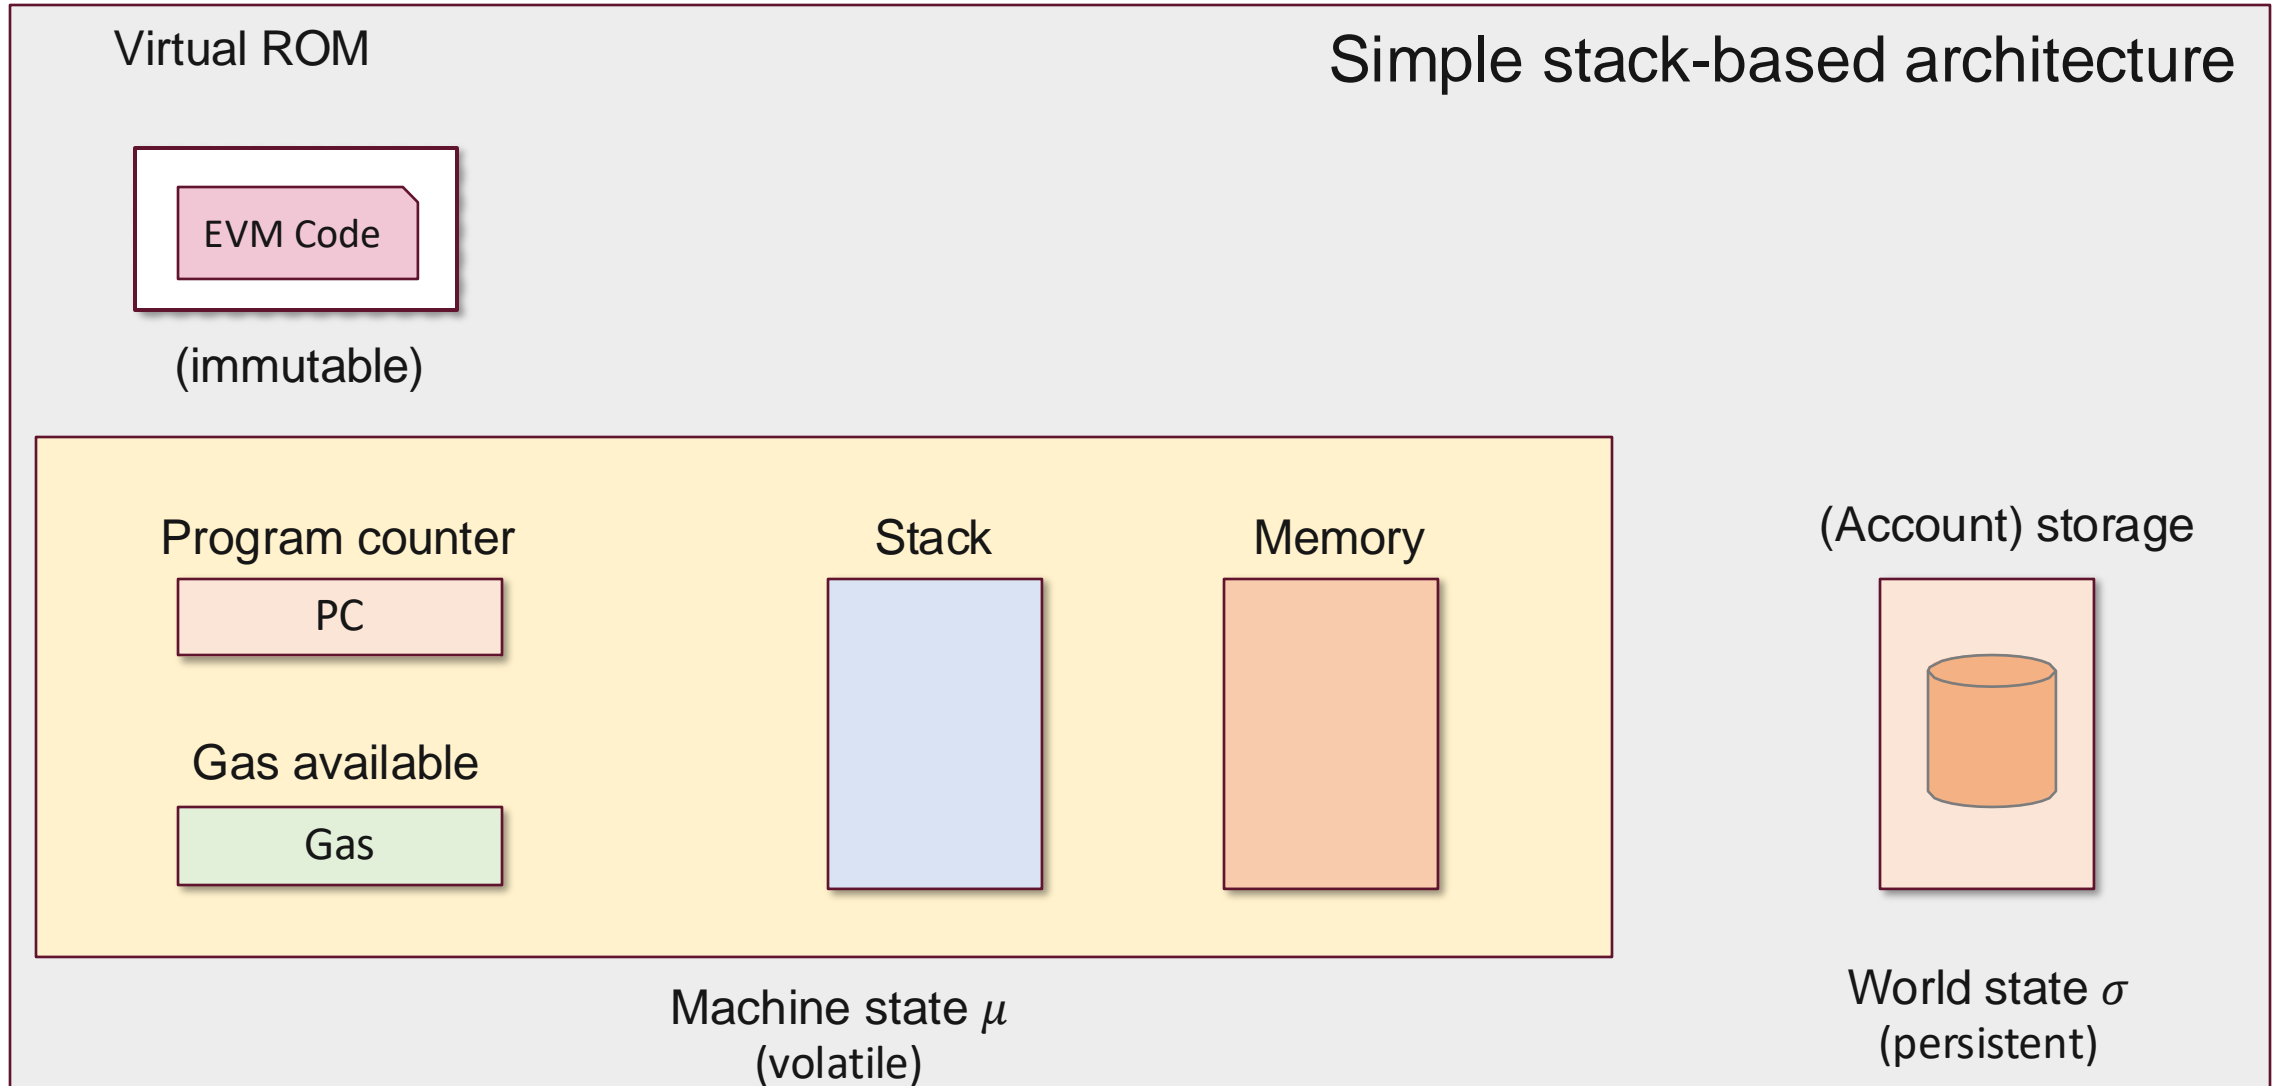 Virtual ROM
Simple stack-based architecture
EVM Code
(immutable)
Program counter
PC
Gas available
Gas
Stack
Memory
Machine state μ
(volatile)
(Account) storage
World state σ
(persistent)